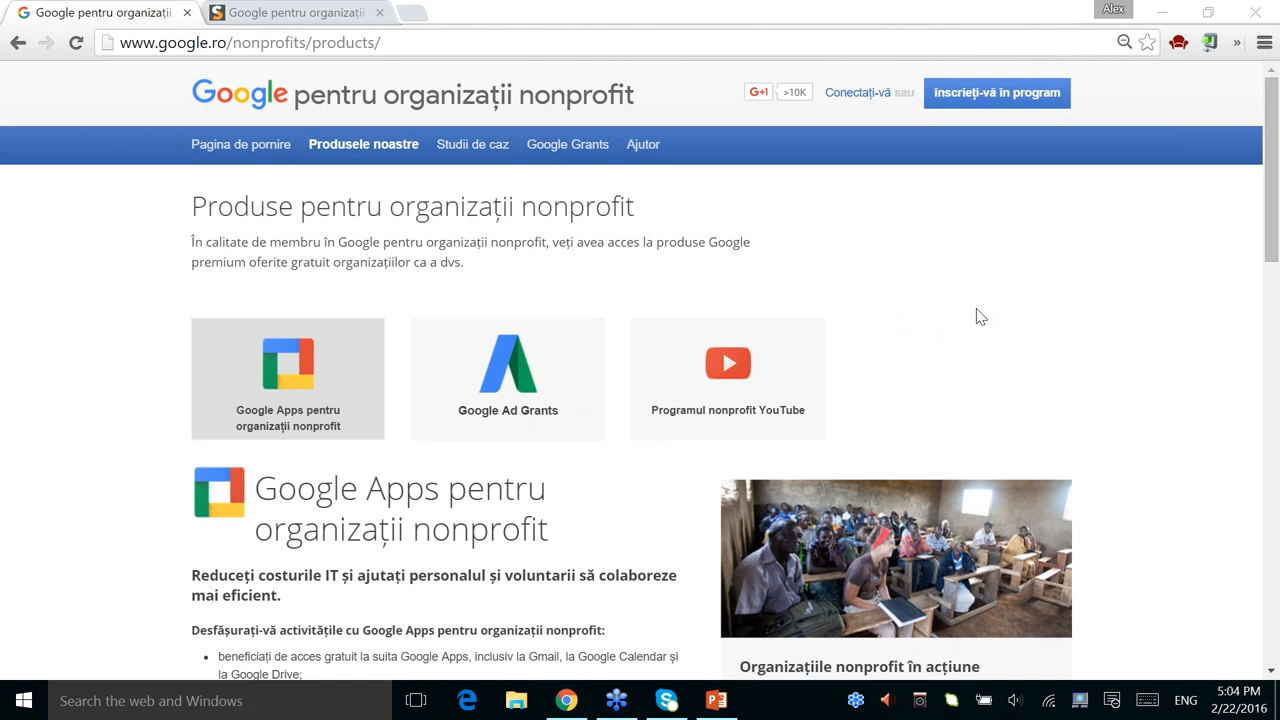 Google pentru organizații
Google pentru organizați
Alex
www.google.ro/nonprofits/products/
Google pentru organizații nonprofit
G+1 >10K Conectați-vă sau Înscrieți-vă în program
Pagina de pornire Produsele noastre Studii de caz Google Grants Ajutor
Produse pentru organizații nonprofit
În calitate de membru în Google pentru organizații nonprofit, veți avea acces la produse Google
premium oferite gratuit organizațiilor ca a dvs.
Google Apps pentru
organizații nonprofit
Google Ad Grants
Programul nonprofit YouTube
Google Apps pentru
organizații nonprofit
Reduceți costurile IT și ajutați personalul și voluntarii să colaboreze
mai eficient.
Desfășurați-vă activitățile cu Google Apps pentru organizații nonprofit:
• beneficiați de acces gratuit la suita Google Apps, inclusiv la Gmail, la Google Calendar și
la Google Drive;
Organizațiile nonprofit în acțiune
Search the web and Windows
ENG
5:04 PM
2/22/2016